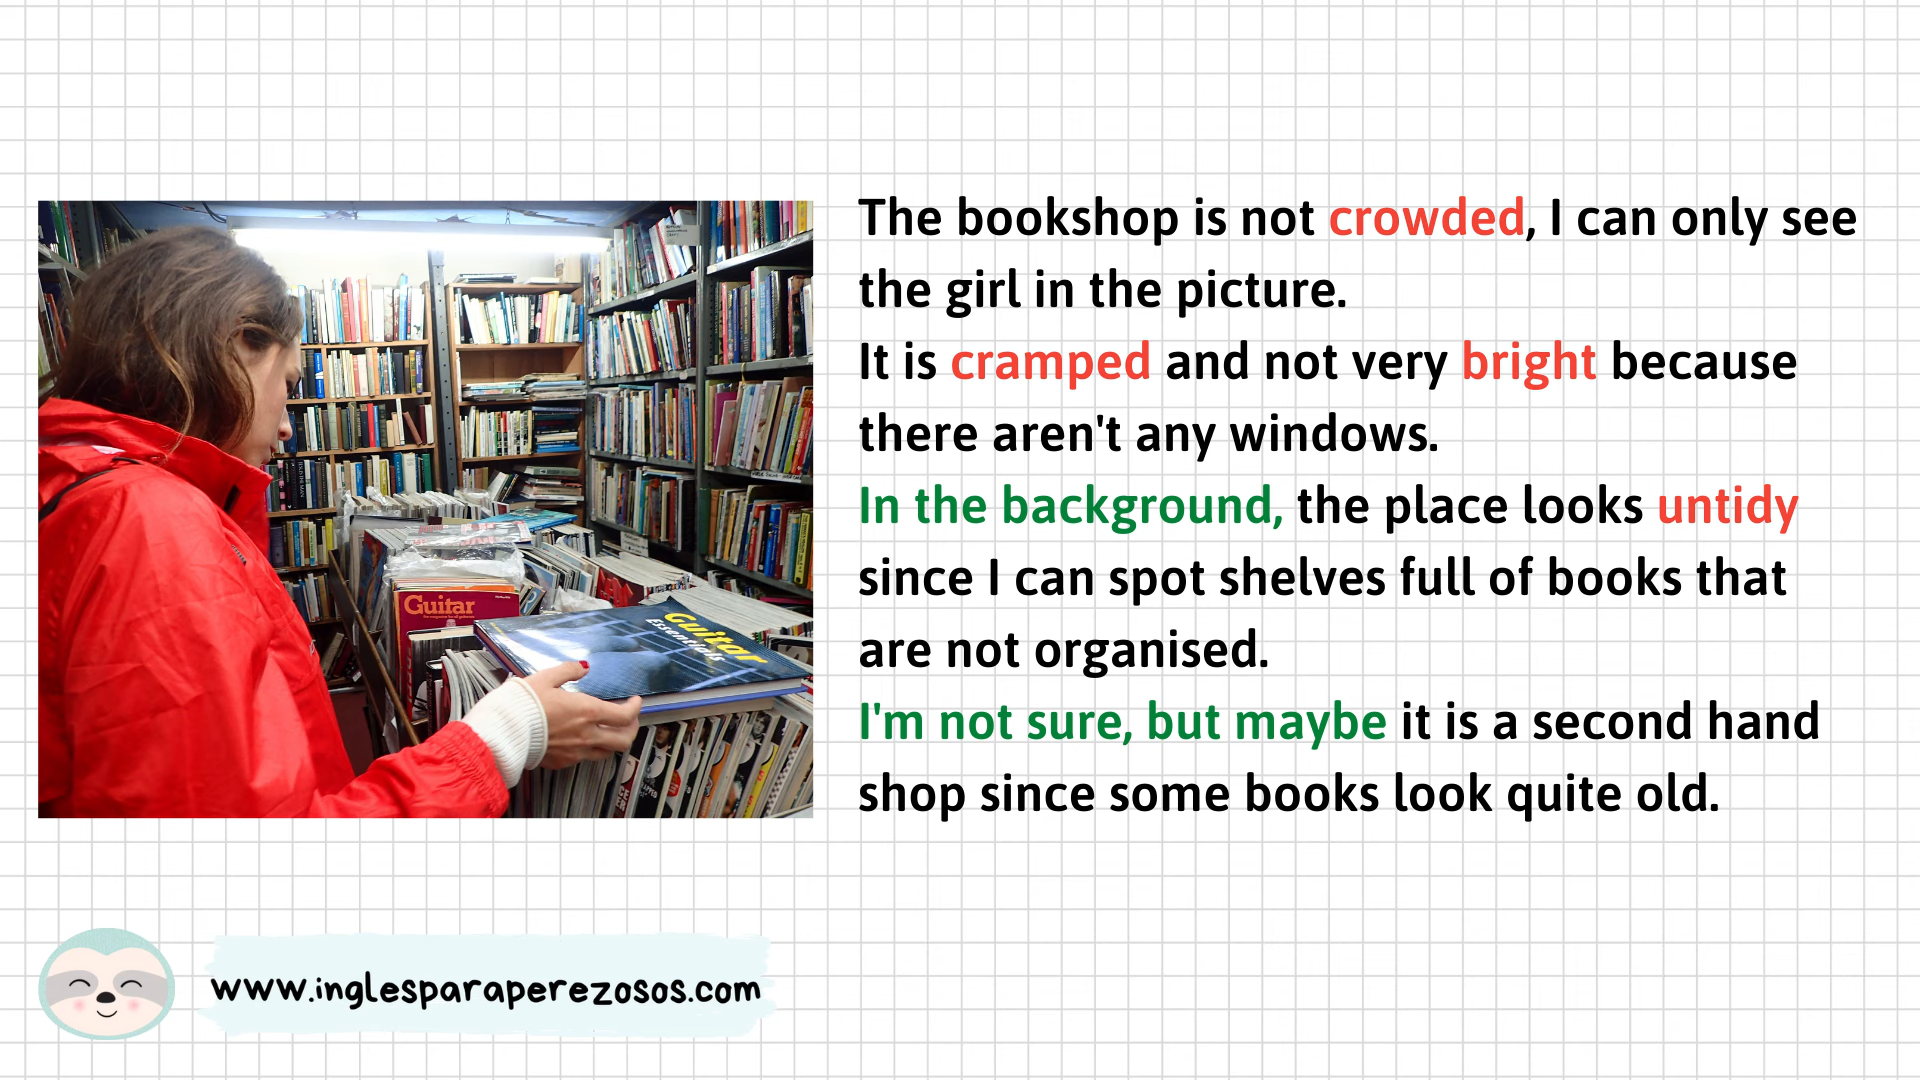 The bookshop is not crowded, I can only see
the girl in the picture.
It is cramped and not very bright because
there aren't any windows.
In the background, the place looks untidy
since I can spot shelves full of books that
are not organised.
I'm not sure, but maybe it is a second hand
shop since some books look quite old.
Guitar
Guitar
Essentials
www.inglesparaperezosos.com